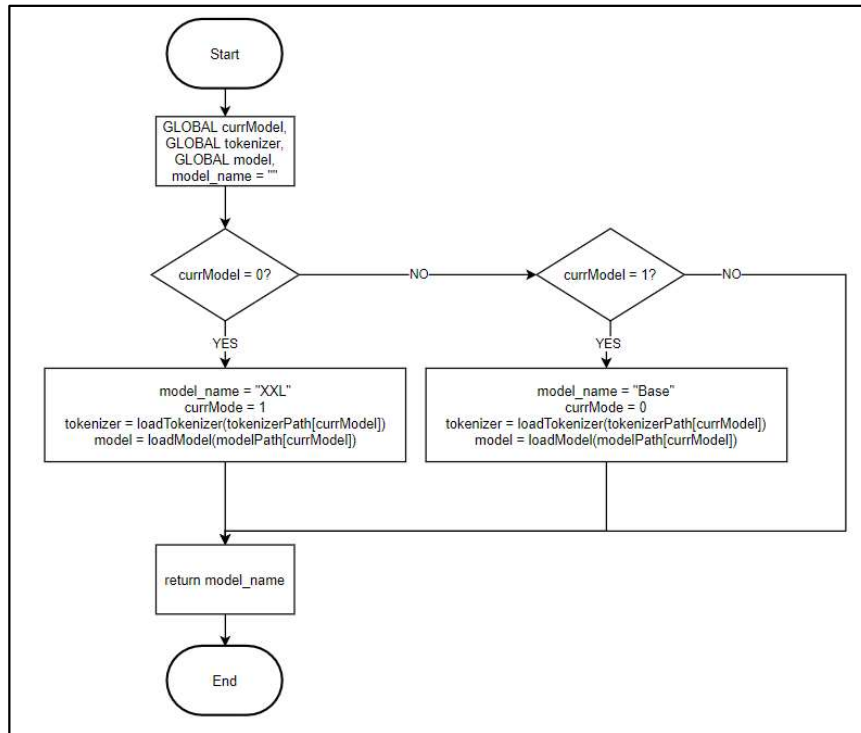 Start
GLOBAL currModel,
GLOBAL tokenizer,
GLOBAL model,
model_name = ""
currModel = 0?
NO
currModel = 1?
NO
YES
YES
model_name = "XXL"
currMode = 1
tokenizer = loadTokenizer(tokenizerPath[currModel])
model = loadModel(modelPath[currModel])
model_name = "Base"
currMode = 0
tokenizer = loadTokenizer(tokenizerPath[currModel])
model = loadModel(modelPath[currModel])
return model_name
End